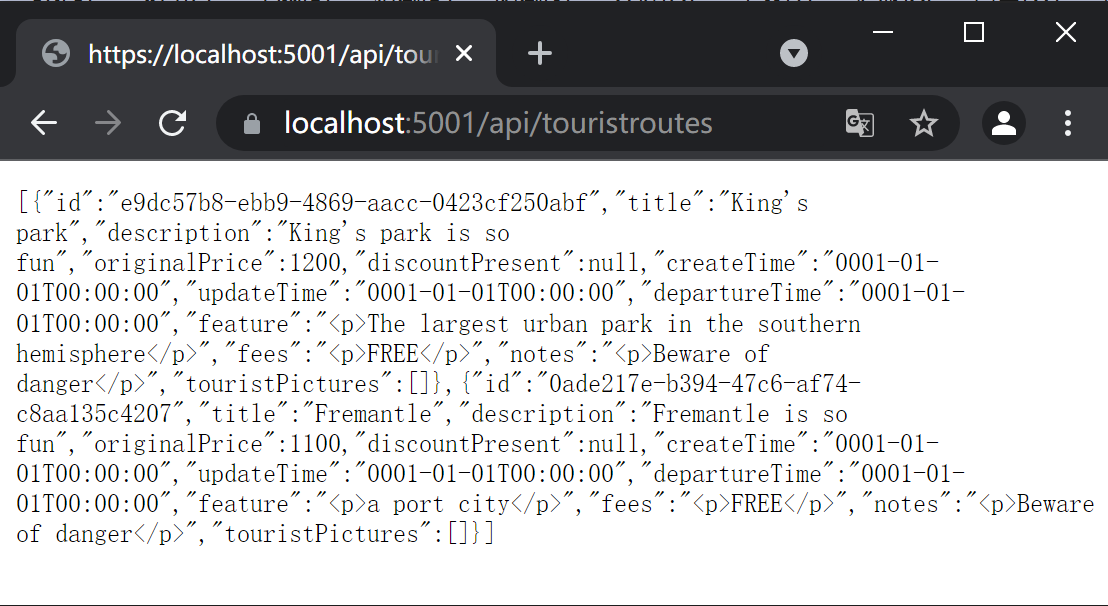 https://localhost:5001/api/tour
localhost:5001/api/touristroutes
[{"id":"e9dc57b8-ebb9-4869-aacc-0423cf250abf","title":"King's
park","description":"King's park is so
fun","originalPrice":1200,"discountPresent":null,"createTime":"0001-01-
01T00:00:00","updateTime":"0001-01-01T00:00:00","departureTime":"0001-01-
01T00:00:00","feature":"<p>The largest urban park in the southern
hemisphere</p>","fees":"<p>FREE</p>","notes":"<p>Beware of
danger</p>","touristPictures":[]},{"id":"0ade217e-b394-47c6-af74-
c8aa135c4207","title":"Fremantle","description":"Fremantle is so
fun","originalPrice":1100,"discountPresent":null,"createTime":"0001-01-
01T00:00:00","updateTime":"0001-01-01T00:00:00","departureTime":"0001-01-
01T00:00:00","feature":"<p>a port city</p>","fees":"<p>FREE</p>","notes":"<p>Beware
of danger</p>","touristPictures":[]}]